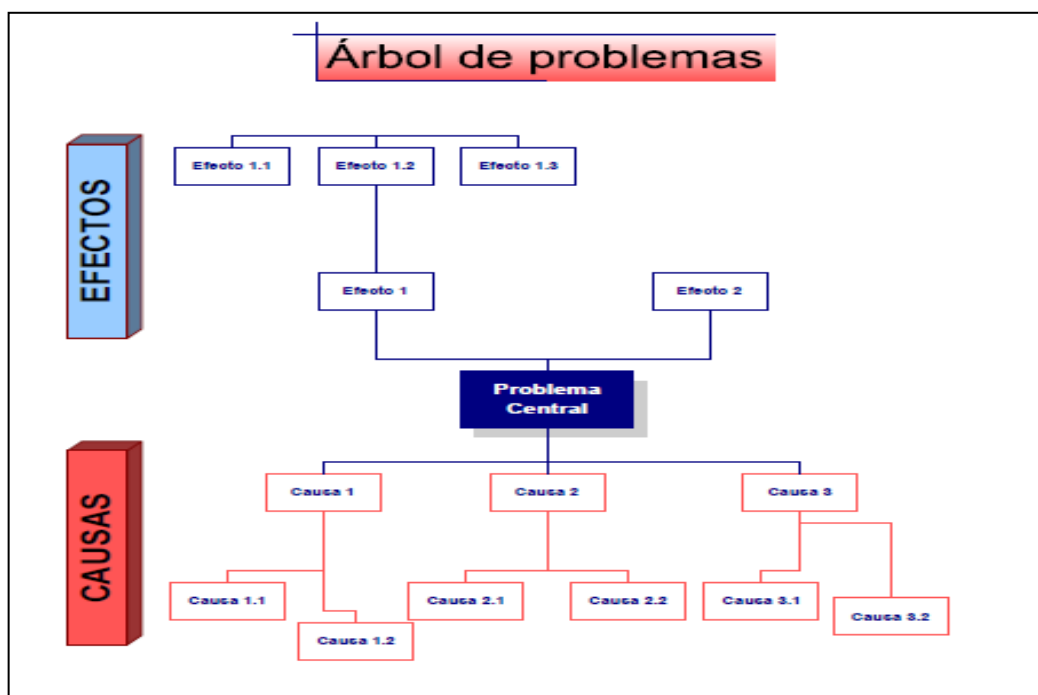 Árbol de problemas
EFECTOS
Efecto 1.1
Efecto 1.2
Efecto 1.3
Efecto 1
Efecto 2
Problema
Central
CAUSAS
Causa 1
Causa 2
Causa 3
Causa 1.1
Causa 1.2
Causa 2.1
Causa 2.2
Causa 3.1
Causa 3.2